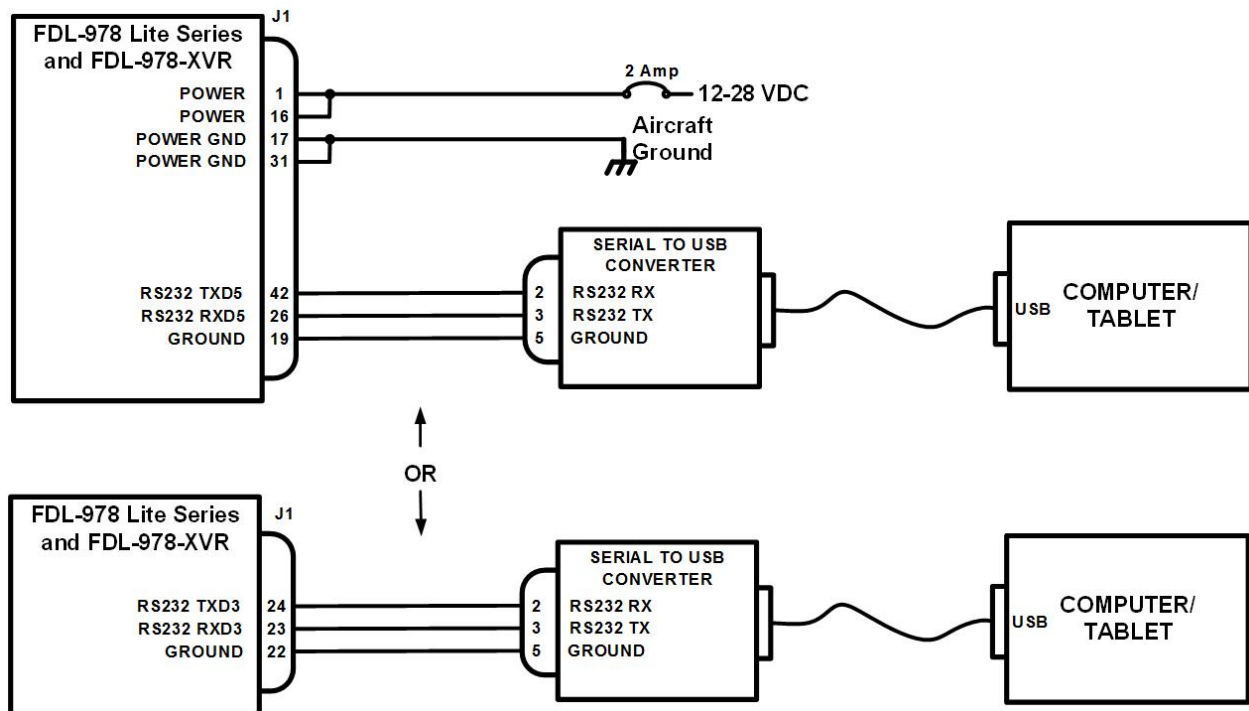 FDL-978 Lite Series
and FDL-978-XVR
J1
POWER 1
POWER 16
POWER GND 17
POWER GND 31
2 Amp
12-28 VDC
Aircraft
Ground
RS232 TXD5 42
RS232 RXD5 26
GROUND 19
SERIAL TO USB
CONVERTER
2 RS232 RX
3 RS232 TX
5 GROUND
USB
COMPUTER/
TABLET
OR
FDL-978 Lite Series
and FDL-978-XVR
J1
RS232 TXD3 24
RS232 RXD3 23
GROUND 22
SERIAL TO USB
CONVERTER
2 RS232 RX
3 RS232 TX
5 GROUND
USB
COMPUTER/
TABLET